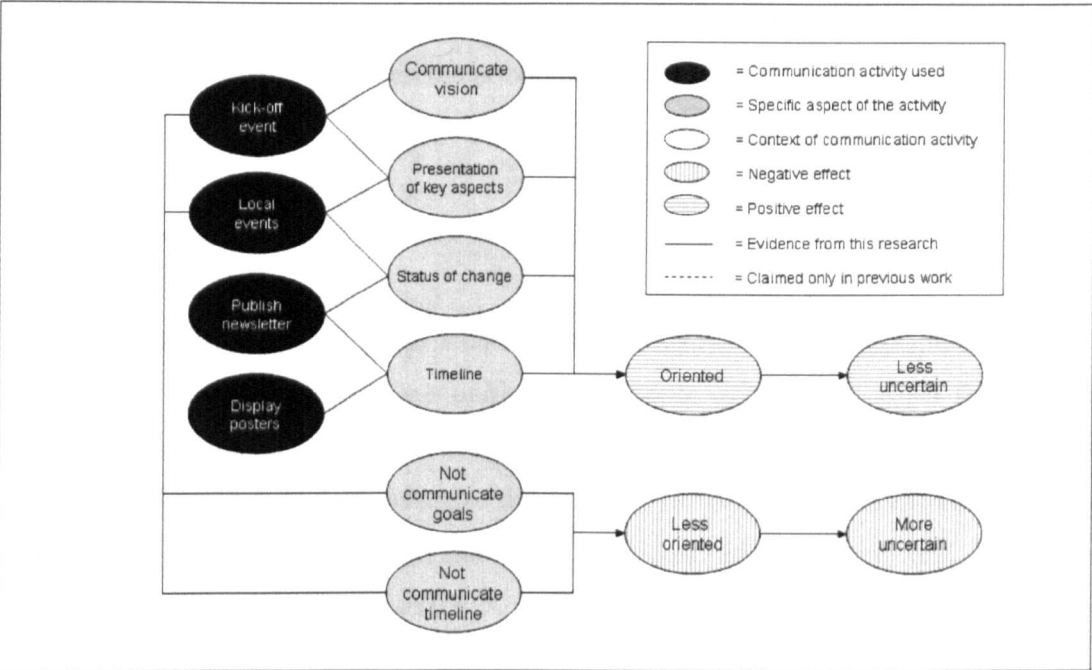 Kick-off
event
Local
events
Publish
newsletter
Display
posters
Communicate
vision
Presentation
of key aspects
Status of change
Timeline
Not
communicate
goals
Not
communicate
timeline
Oriented
Less
uncertain
Less
oriented
More
uncertain
= Communication activity used
= Specific aspect of the activity
= Context of communication activity
= Negative effect
= Positive effect
= Evidence from this research
= Claimed only in previous work